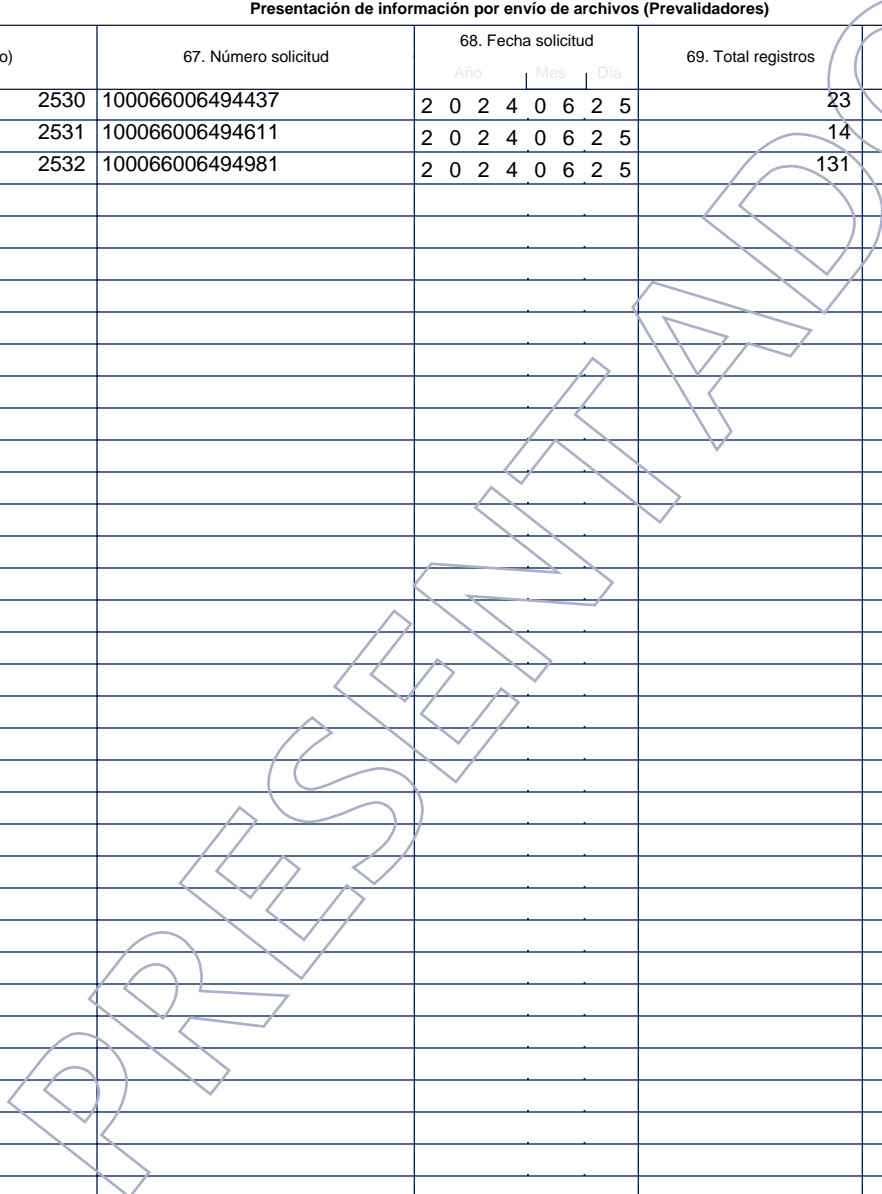 Presentación de información por envío de archivos (Prevalidadores)
o) 67. Número solicitud 68. Fecha solicitud 69. Total registros
Año Mes Día
2530 100066006494437 2 0 2 4 0 6 2 5 23
2531 100066006494611 2 0 2 4 0 6 2 5 14
2532 100066006494981 2 0 2 4 0 6 2 5 131
PRESENTADO